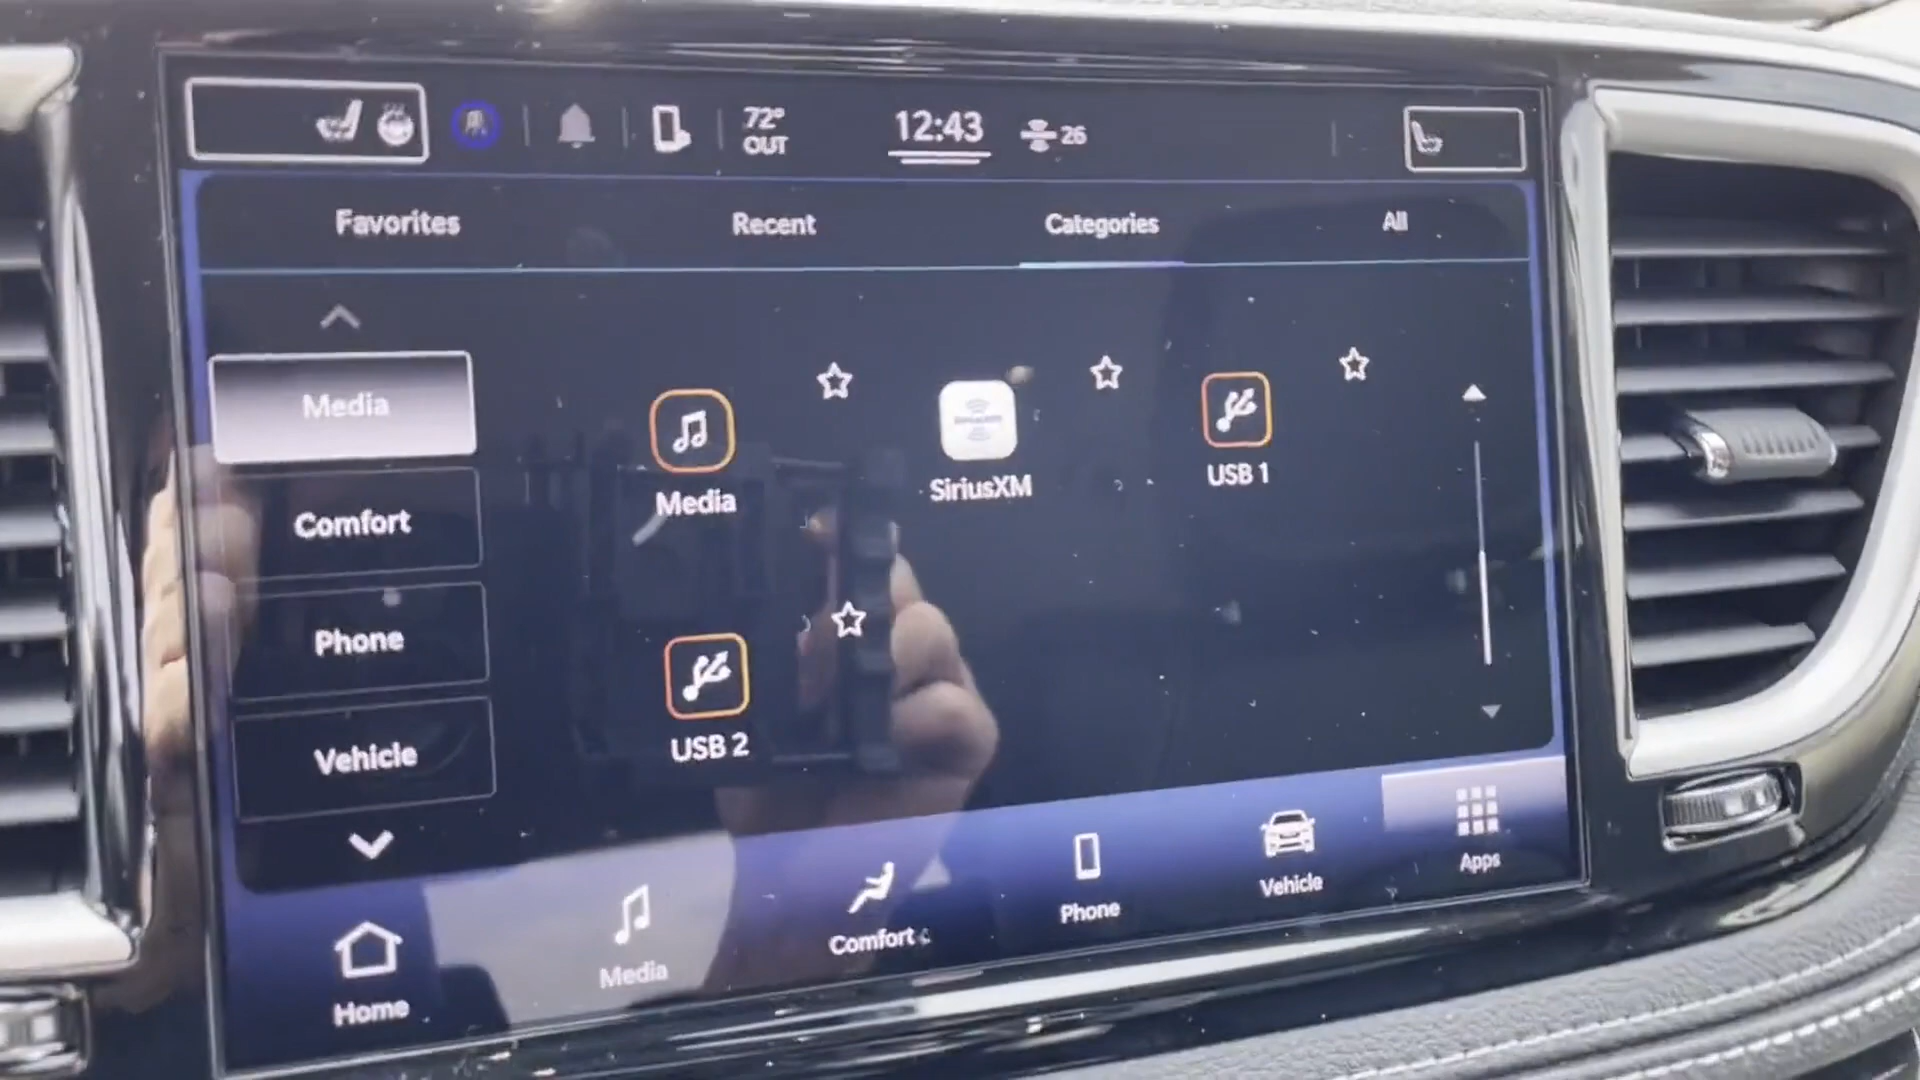 72°
OUT
12:43
26
Favorites
Recent
Categories
All
Media
Comfort
Phone
Vehicle
Media
SiriusXM
USB 1
USB 2
Home
Media
Comfort
Phone
Vehicle
Apps